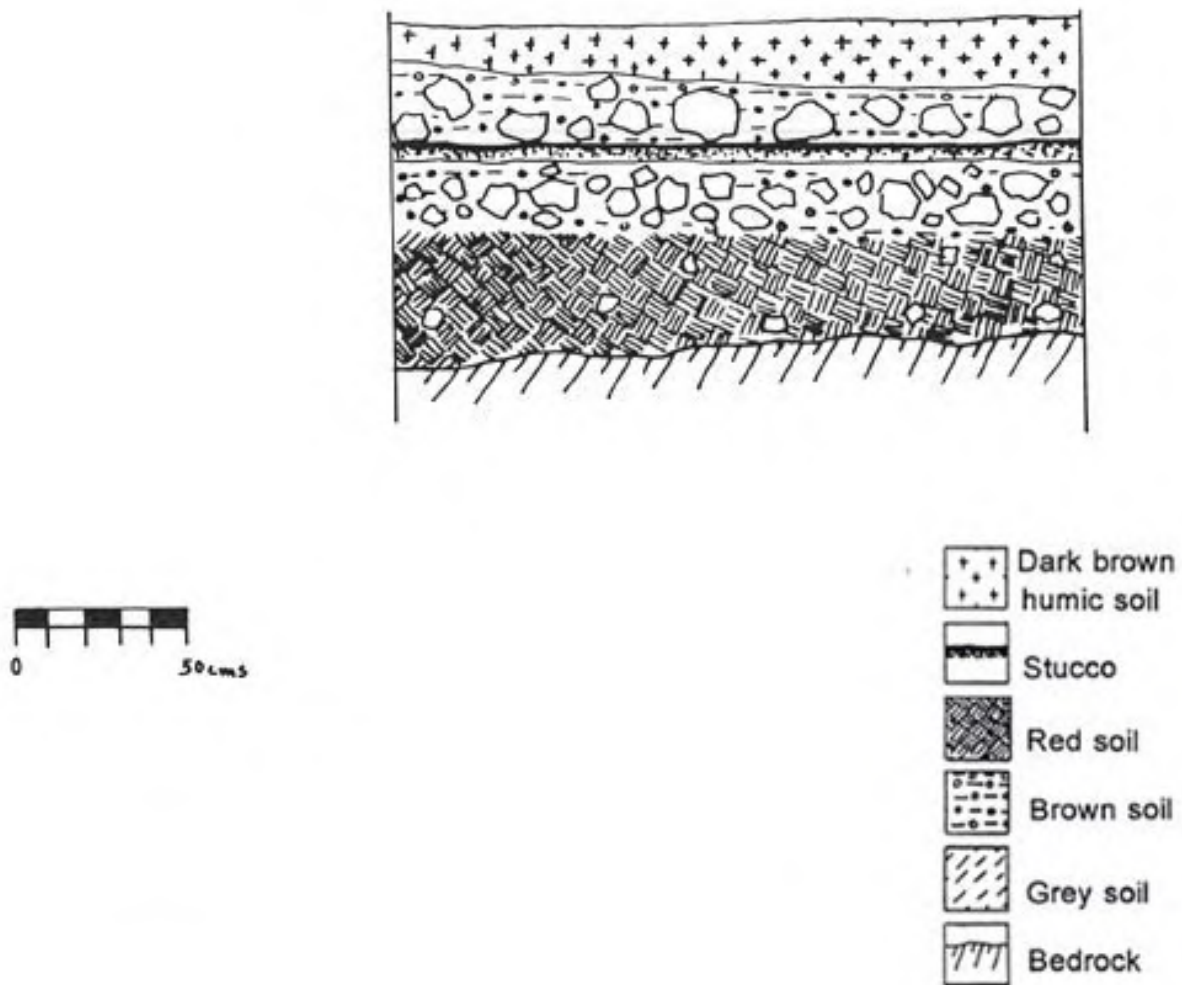 Dark brown
humic soil
Stucco
Red soil
Brown soil
Grey soil
Bedrock
0 50cms